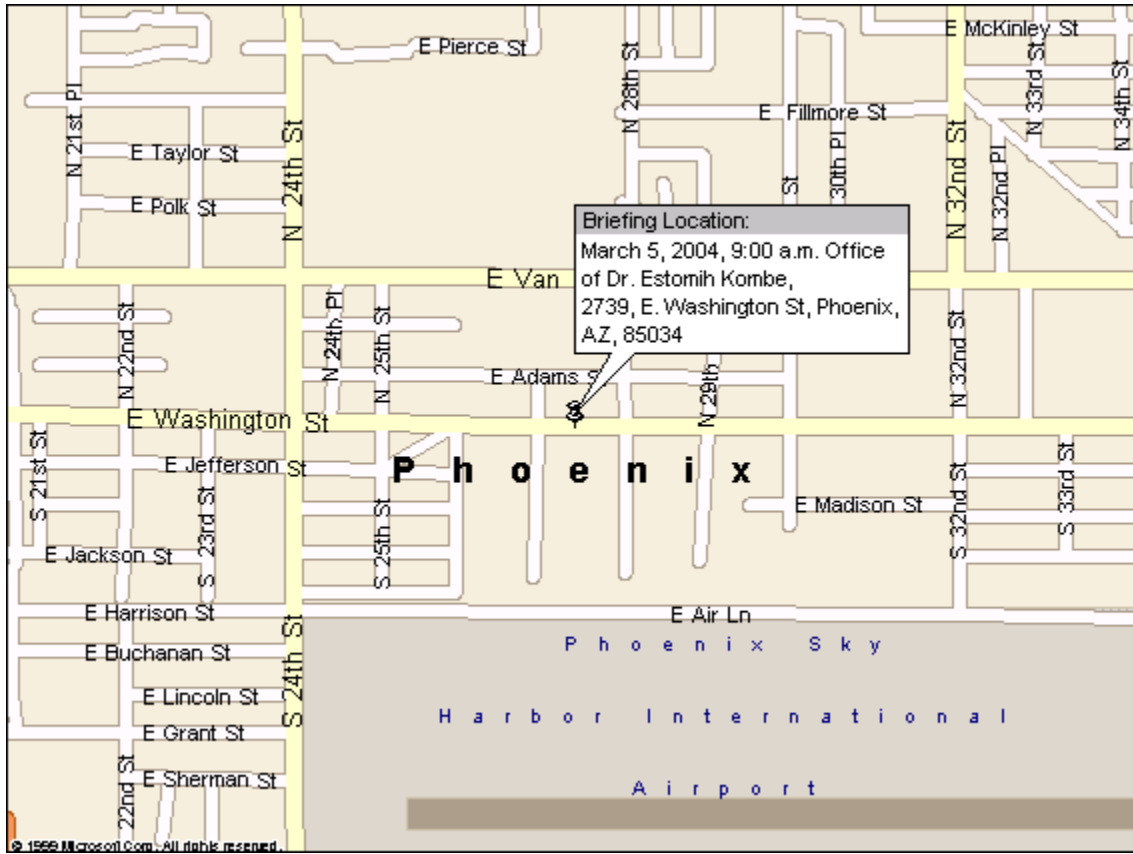 E McKinley St
E Pierce St
N 33rd St
N 34th St
N 21st Pl
N 28th St
E Fillmore St
N 24th St
E Taylor St
30th Pl
N 32nd St
N 32nd Pl
E Polk St
St
Briefing Location:
March 5, 2004, 9:00 a.m. Office
of Dr. Estomih Kombe,
2739, E. Washington St, Phoenix,
AZ, 85034
E Van
N 22nd St
N 24th Pl
N 25th St
E Adams S
N 29th
N 32nd St
E Washington St
S 21st St
E Jefferson St
Phoenix
S 23rd St
S 25th St
E Madison St
S 32nd St
S 33rd St
E Jackson St
E Harrison St
E Air Ln
E Buchanan St
S 24th St
Phoenix Sky
E Lincoln St
Harbor International
E Grant St
22nd St
E Sherman St
Airport
© 1999 Microsoft Corp. All rights reserved.